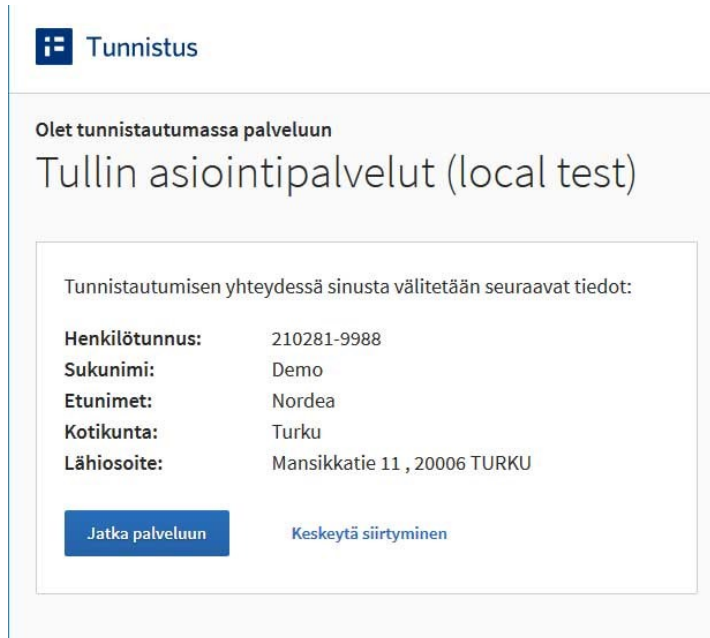 Tunnistus
Olet tunnistautumassa palveluun
Tullin asiointipalvelut (local test)
Tunnistautumisen yhteydessä sinusta välitetään seuraavat tiedot:
Henkilötunnus: 210281-9988
Sukunimi: Demo
Etunimet: Nordea
Kotikunta: Turku
Lähiosoite: Mansikkatie 11 , 20006 TURKU
Jatka palveluun Keskeytä siirtyminen